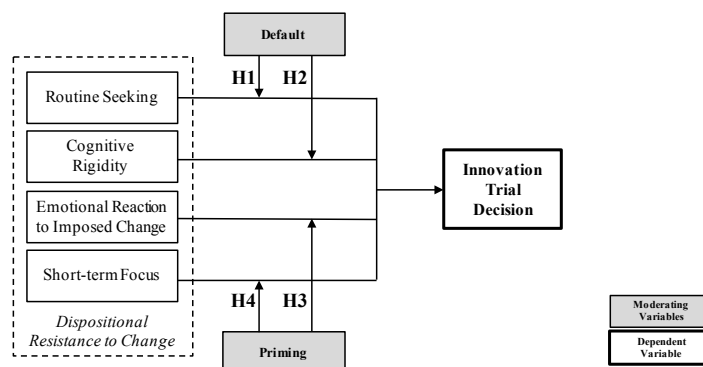 Default
H1
H2
Routine Seeking
Cognitive
Rigidity
Emotional Reaction
to Imposed Change
Short-term Focus
Dispositional
Resistance to Change
H4
H3
Priming
Innovation
Trial
Decision
Moderating
Variables
Dependent
Variable